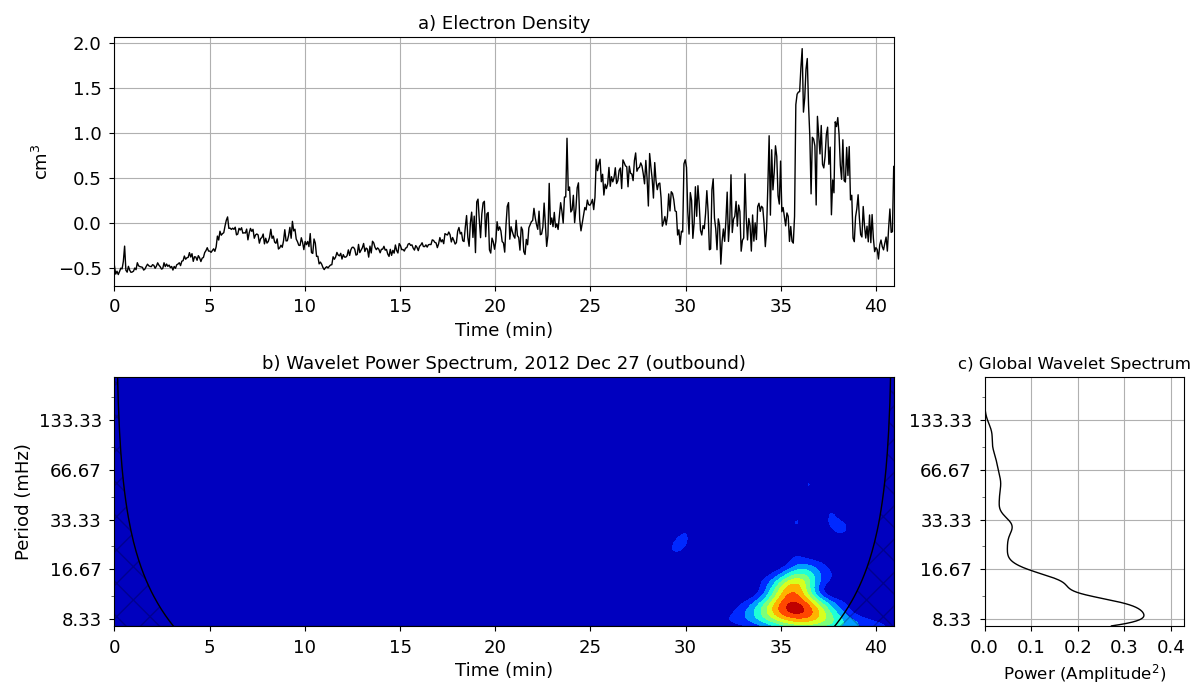 a) Electron Density
cm³
2.0
1.5
1.0
0.5
0.0
−0.5
0 5 10 15 20 25 30 35 40
Time (min)
b) Wavelet Power Spectrum, 2012 Dec 27 (outbound)
Period (mHz)
133.33
66.67
33.33
16.67
8.33
0 5 10 15 20 25 30 35 40
Time (min)
c) Global Wavelet Spectrum
133.33
66.67
33.33
16.67
8.33
0.0 0.1 0.2 0.3 0.4
Power (Amplitude²)